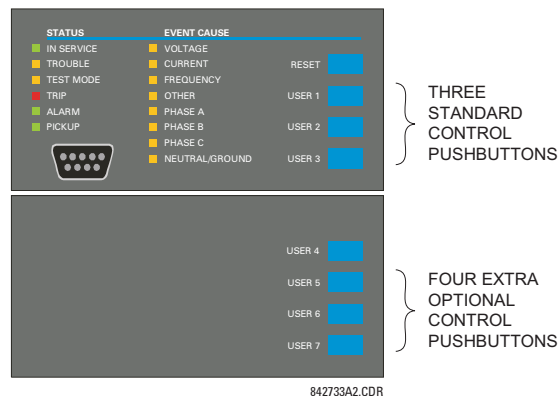 STATUS
IN SERVICE
TROUBLE
TEST MODE
TRIP
ALARM
PICKUP
EVENT CAUSE
VOLTAGE
CURRENT
FREQUENCY
OTHER
PHASE A
PHASE B
PHASE C
NEUTRAL/GROUND
RESET
USER 1
USER 2
USER 3
THREE
STANDARD
CONTROL
PUSHBUTTONS
USER 4
USER 5
USER 6
USER 7
FOUR EXTRA
OPTIONAL
CONTROL
PUSHBUTTONS
842733A2.CDR